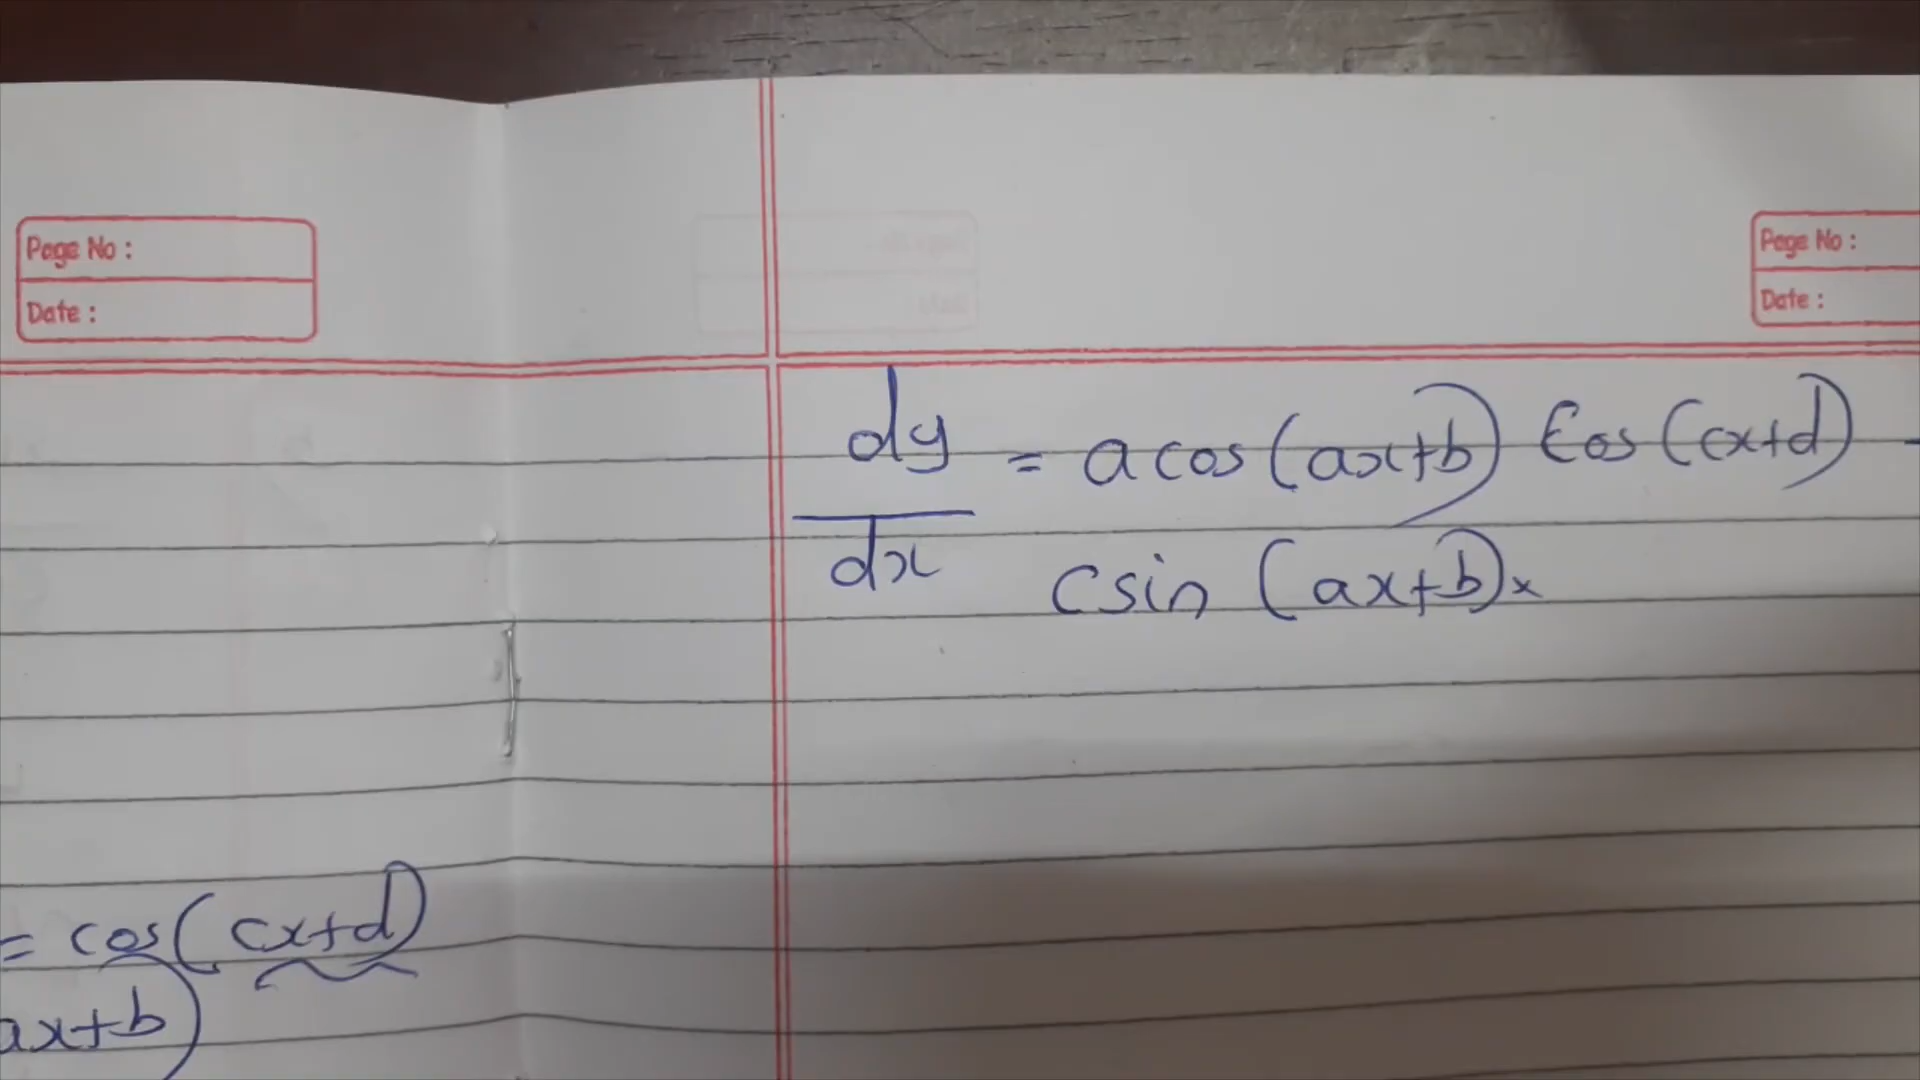 Page No :
Date :
Page No :
Date :
dy/dx = a cos (ax+b) Cos (cx+d) -
c sin (ax+b) x
= cos (cx+d)
ax+b)